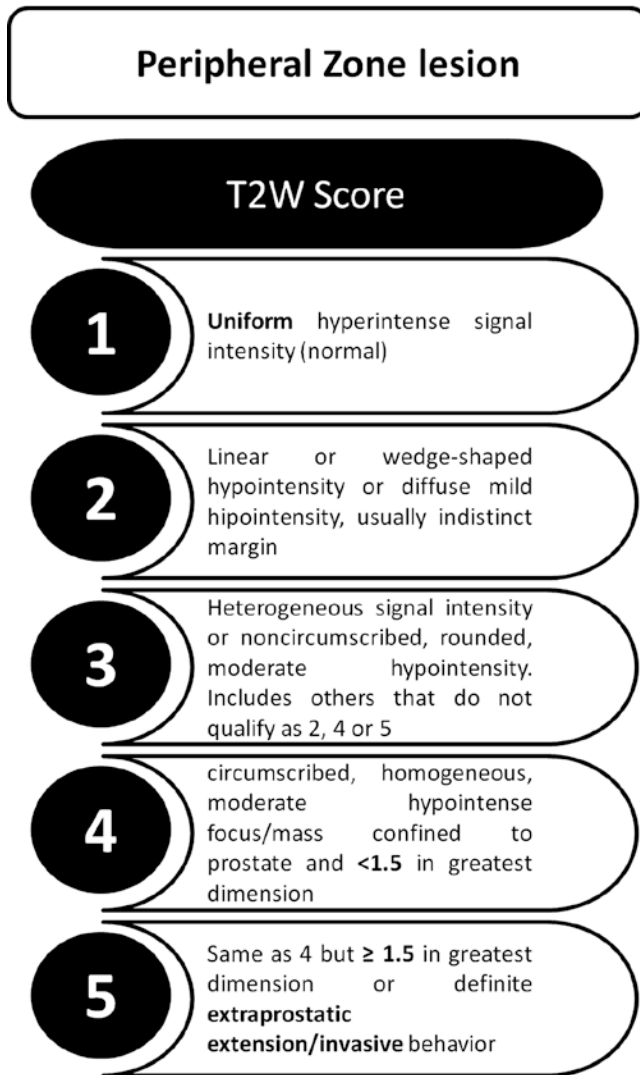 Peripheral Zone lesion
T2W Score
1
Uniform hyperintense signal
intensity (normal)
2
Linear or wedge-shaped
hypointensity or diffuse mild
hipointensity, usually indistinct
margin
3
Heterogeneous signal intensity
or noncircumscribed, rounded,
moderate hypointensity.
Includes others that do not
qualify as 2, 4 or 5
4
circumscribed, homogeneous,
moderate hypointense
focus/mass confined to
prostate and <1.5 in greatest
dimension
5
Same as 4 but ≥ 1.5 in greatest
dimension or definite
extraprostatic
extension/invasive behavior